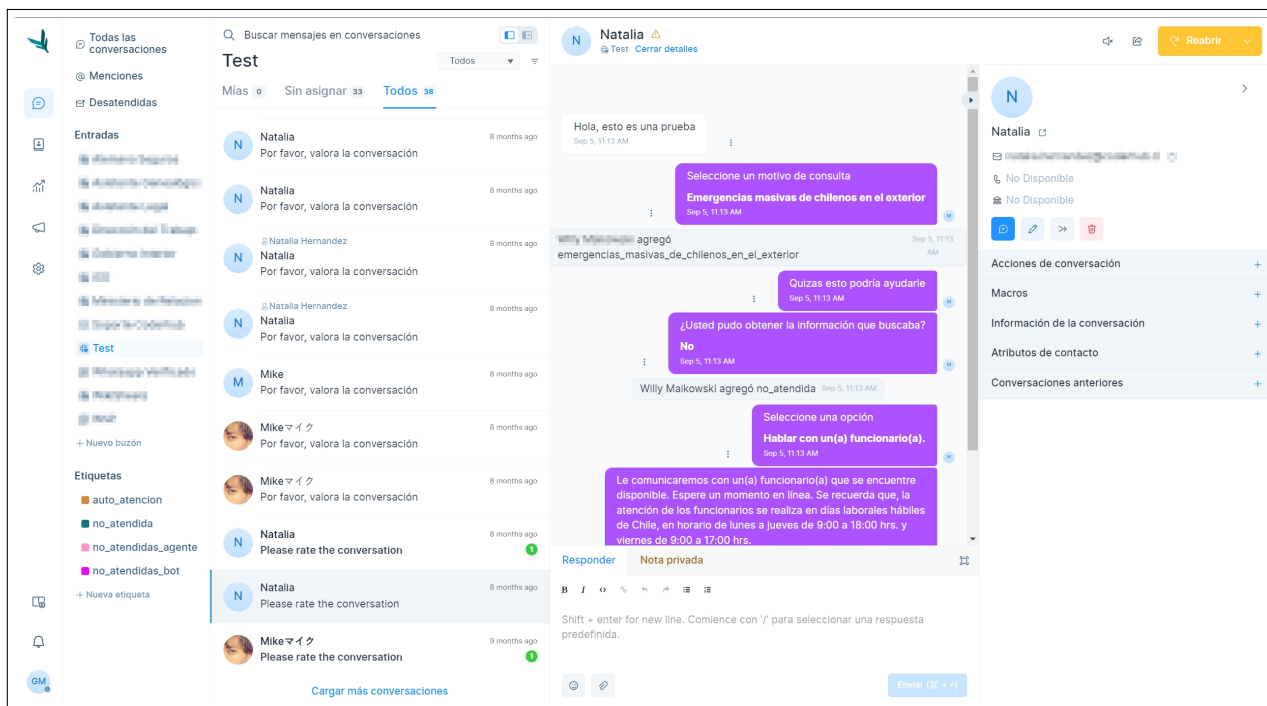 Todas las
conversaciones
@ Menciones
Desatendidas
Entradas
Test
+ Nuevo buzón
Etiquetas
auto_atencion
no_atendida
no_atendidas_agente
no_atendidas_bot
+ Nueva etiqueta
GM
Buscar mensajes en conversaciones
Test
Todos
Mías 0 Sin asignar 33 Todos 38
N
Natalia 8 months ago
Por favor, valora la conversación
N
Natalia 8 months ago
Por favor, valora la conversación
Natalia Hernandez 8 months ago
N
Natalia
Por favor, valora la conversación
Natalia Hernandez 8 months ago
N
Natalia
Por favor, valora la conversación
M
Mike 8 months ago
Por favor, valora la conversación
Mikeマイク 8 months ago
Por favor, valora la conversación
Mikeマイク 8 months ago
Por favor, valora la conversación
N
Natalia 8 months ago
Please rate the conversation 1
N
Natalia 8 months ago
Please rate the conversation
Mikeマイク 9 months ago
Please rate the conversation 1
Cargar más conversaciones
N
Natalia
Test Cerrar detalles
Reabrir
Hola, esto es una prueba
Sep 5, 11:13 AM
Seleccione un motivo de consulta
Emergencias masivas de chilenos en el exterior
Sep 5, 11:13 AM
M
agregó Sep 5, 11:13
emergencias_masivas_de_chilenos_en_el_exterior AM
Quizas esto podría ayudarle
Sep 5, 11:13 AM
M
¿Usted pudo obtener la información que buscaba?
No
Sep 5, 11:13 AM
M
Willy Maikowski agregó no_atendida Sep 5, 11:13 AM
Seleccione una opción
Hablar con un(a) funcionario(a).
Sep 5, 11:13 AM
M
Le comunicaremos con un(a) funcionario(a) que se encuentre
disponible. Espere un momento en línea. Se recuerda que, la
atención de los funcionarios se realiza en días laborales hábiles
de Chile, en horario de lunes a jueves de 9:00 a 18:00 hrs. y
viernes de 9:00 a 17:00 hrs.
Responder Nota privada
B I
Shift + enter for new line. Comience con '/' para seleccionar una respuesta
predefinida.
Enviar (⌘ + ↵)
N
Natalia
No Disponible
No Disponible
Acciones de conversación +
Macros +
Información de la conversación +
Atributos de contacto +
Conversaciones anteriores +